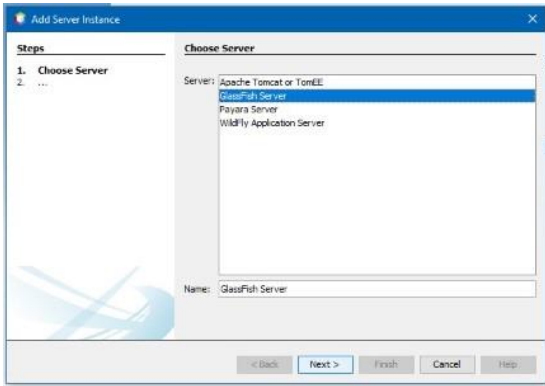 Add Server Instance
Steps
1. Choose Server
2. ...
Choose Server
Server: Apache Tomcat or TomEE
GlassFish Server
Payara Server
WildFly Application Server
Name: GlassFish Server
< Back Next > Finish Cancel Help